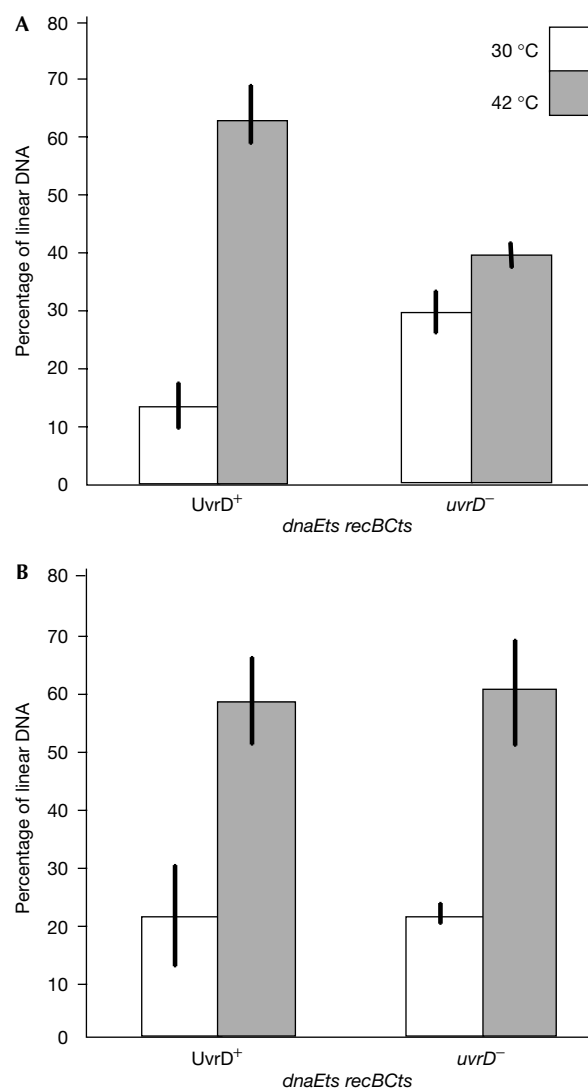 A
80
70
60
50
40
30
20
10
0
Percentage of linear DNA
30 °C
42 °C
UvrD+
uvrD–
dnaEts recBCts
B
80
70
60
50
40
30
20
10
0
Percentage of linear DNA
UvrD+
uvrD–
dnaEts recBCts